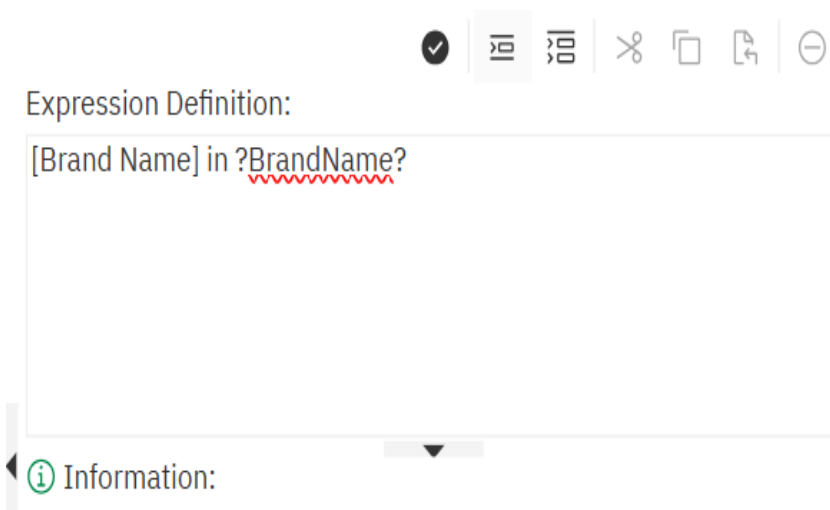 Expression Definition:
[Brand Name] in ?BrandName?
Information: